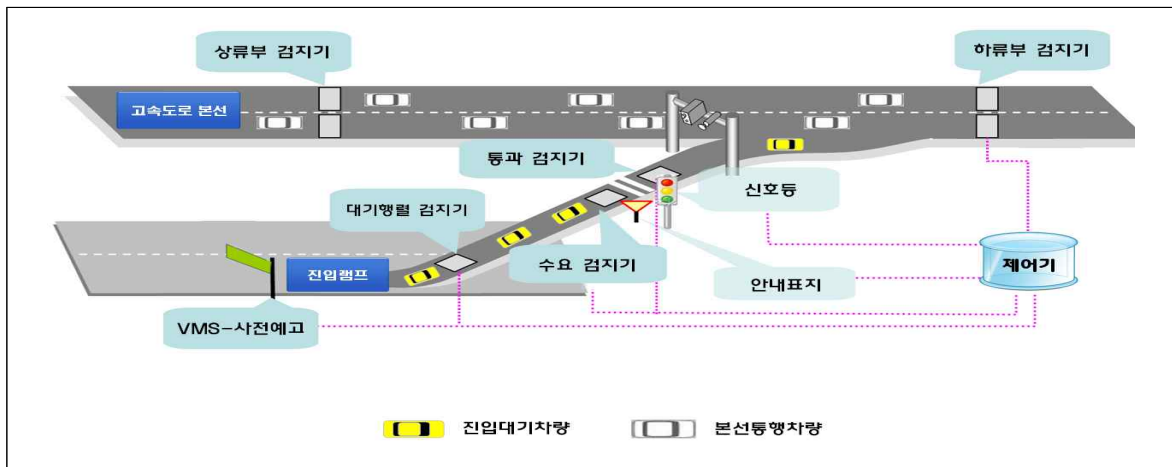 상류부 검지기
하류부 검지기
고속도로 본선
통과 검지기
신호등
대기행렬 검지기
수요 검지기
안내표지
제어기
진입램프
VMS-사전예고
진입대기차량
본선통행차량